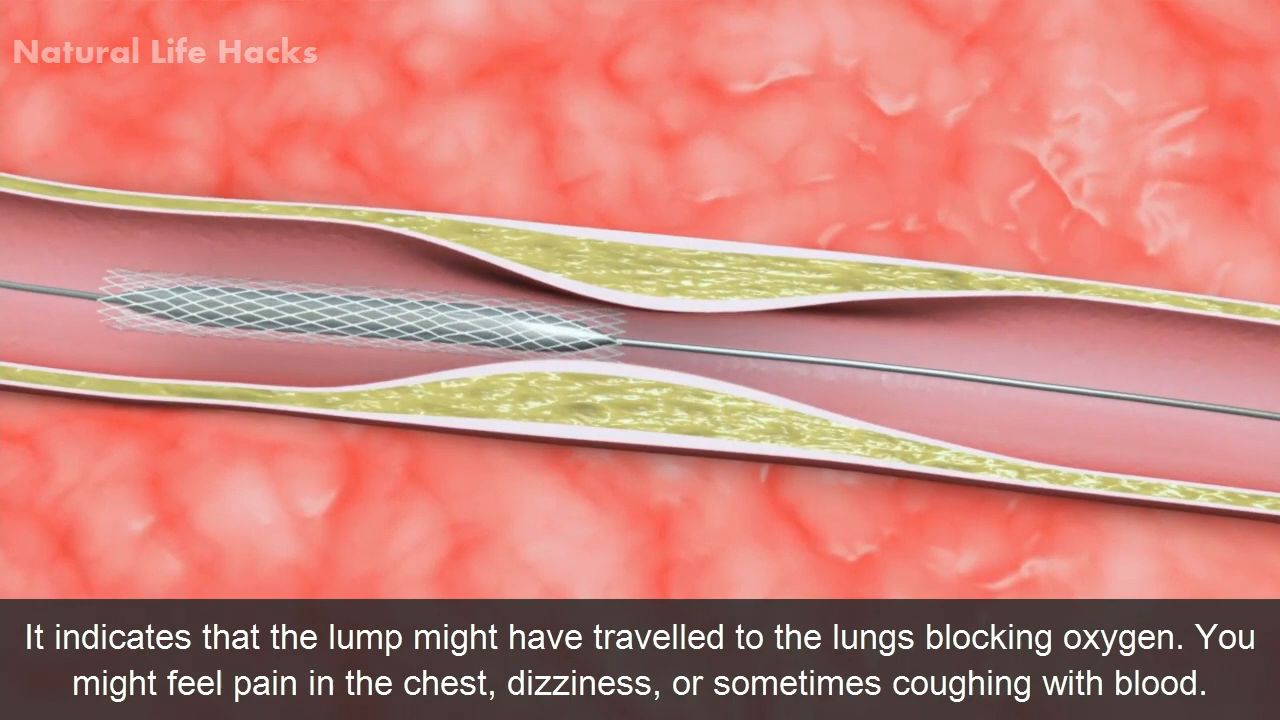 Natural Life Hacks
It indicates that the lump might have travelled to the lungs blocking oxygen. You
might feel pain in the chest, dizziness, or sometimes coughing with blood.